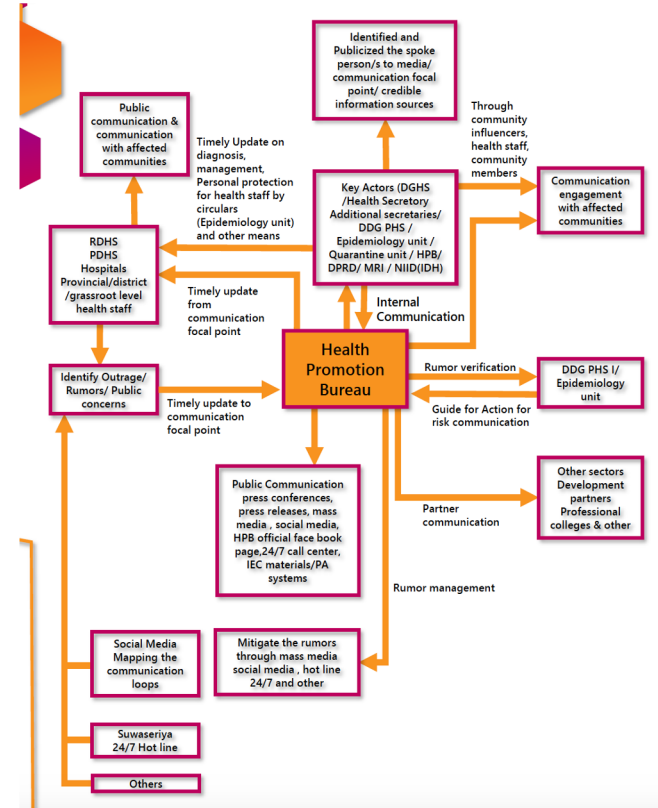 Identified and
Publicized the spoke
person/s to media/
communication focal
point/ credible
information sources
Public
communication &
communication
with affected
communities
Timely Update on
diagnosis,
management,
Personal protection
for health staff by
circulars
(Epidemiology unit)
and other means
Through
community
influencers,
health staff,
community
members
Key Actors (DGHS
/Health Secretory
Additional secretaries/
DDG PHS /
Epidemiology unit /
Quarantine unit / HPB/
DPRD/ MRI / NIID(IDH)
Communication
engagement
with affected
communities
RDHS
PDHS
Hospitals
Provincial/district
/grassroot level
health staff
Timely update
from
communication
focal point
Internal
Communication
Health
Promotion
Bureau
Identify Outrage/
Rumors/ Public
concerns
Timely update to
communication
focal point
Rumor verification
DDG PHS I/
Epidemiology
unit
Guide for Action for
risk communication
Public Communication
press conferences,
press releases, mass
media , social media,
HPB official face book
page,24/7 call center,
IEC materials/PA
systems
Partner
communication
Other sectors
Development
partners
Professional
colleges & other
Rumor management
Social Media
Mapping the
communication
loops
Mitigate the rumors
through mass media
social media , hot line
24/7 and other
Suwaseriya
24/7 Hot line
Others